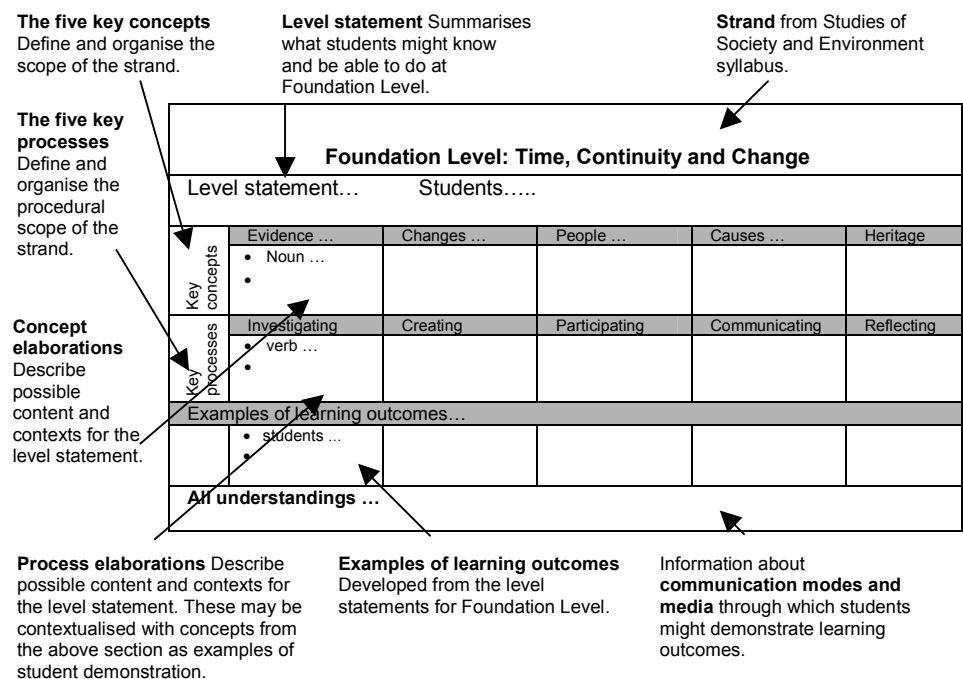 The five key concepts
Define and organise the
scope of the strand.
Level statement Summarises
what students might know
and be able to do at
Foundation Level.
Strand from Studies of
Society and Environment
syllabus.
The five key
processes
Define and
organise the
procedural
scope of the
strand.
Concept
elaborations
Describe
possible
content and
contexts for the
level statement.
Foundation Level: Time, Continuity and Change
Level statement… Students…..
Key
concepts
Evidence … Changes … People … Causes … Heritage
• Noun …
•
Key
processes
Investigating Creating Participating Communicating Reflecting
• verb …
•
Examples of learning outcomes…
• students ...
•
All understandings …
Process elaborations Describe
possible content and contexts for
the level statement. These may be
contextualised with concepts from
the above section as examples of
student demonstration.
Examples of learning outcomes
Developed from the level
statements for Foundation Level.
Information about
communication modes and
media through which students
might demonstrate learning
outcomes.